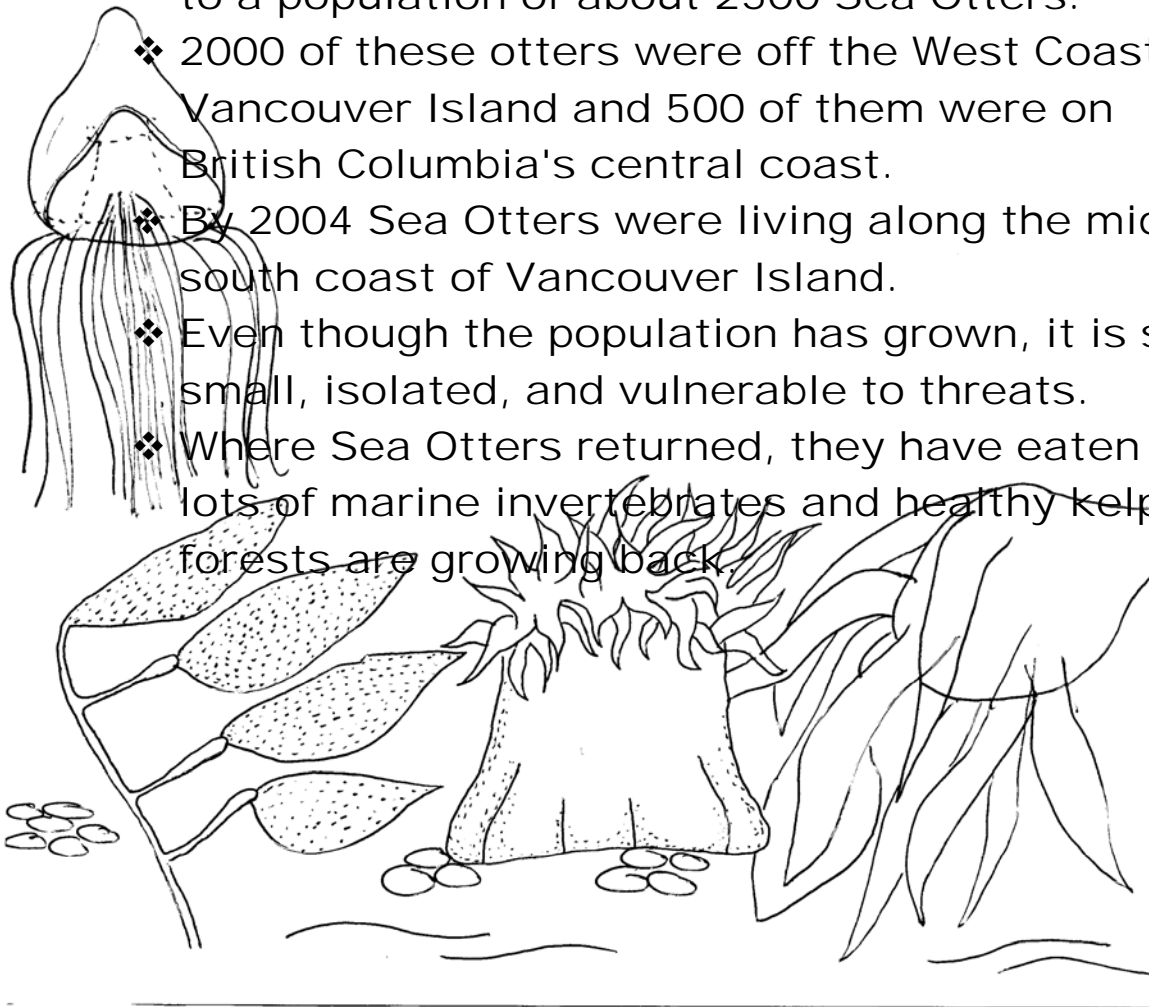 to a population of about 2500 Sea Otters.
❖ 2000 of these otters were off the West Coast
Vancouver Island and 500 of them were on
British Columbia's central coast.
❖ By 2004 Sea Otters were living along the
south coast of Vancouver Island.
❖ Even though the population has grown, it is
small, isolated, and vulnerable to threats.
❖ Where Sea Otters returned, they have eaten
lots of marine invertebrates and healthy kelp
forests are growing back.